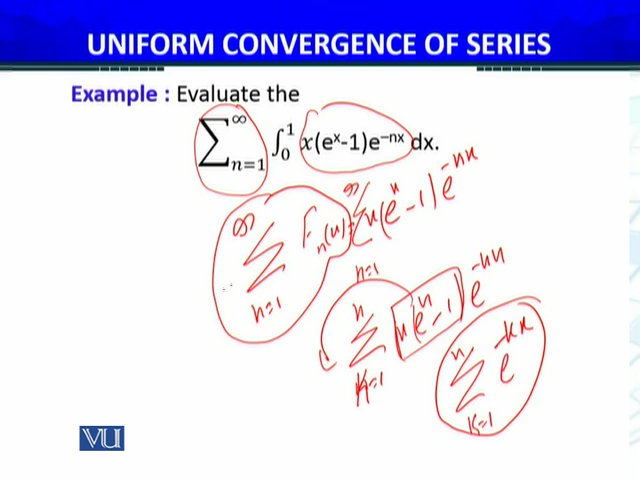 UNIFORM CONVERGENCE OF SERIES
Example : Evaluate the
∑_{n=1}^{∞} ∫_0^1 x(e^x-1)e^{−nx} dx.
∑_{n=1}^{∞} F_n(x) = ∑_{n=1}^{∞} x(e^x - 1) e^{-nx}
∑_{K=1}^{n} x(e^x - 1) e^{-kx}
∑_{K=1}^{n} e^{-kx}
VU